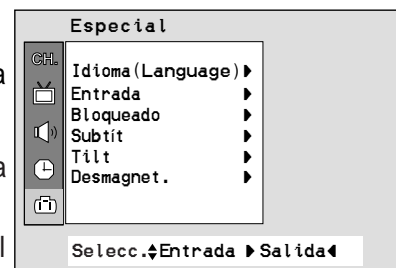 Especial
CH.
Idioma(Language)
Entrada
Bloqueado
Subtít
Tilt
Desmagnet.
Selecc.Entrada Salida
a
a
l